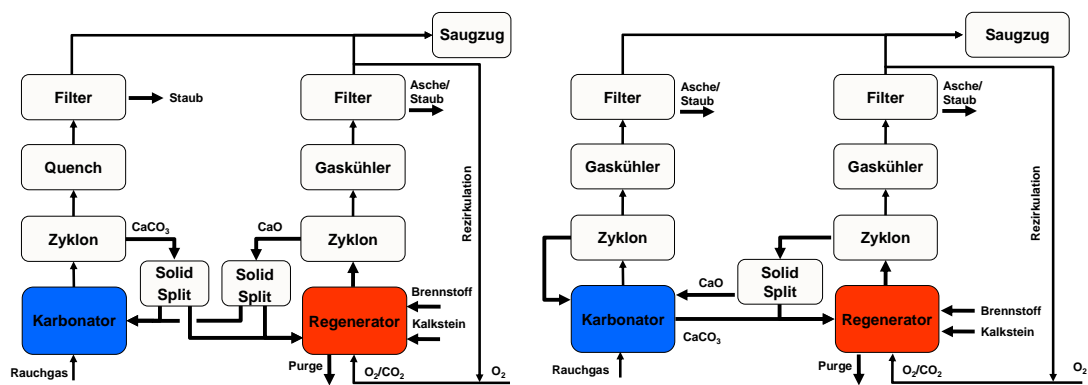 Saugzug
Filter
Staub
Filter
Asche/
Staub
Quench
Gaskühler
Rezirkulation
Zyklon
CaCO₃
CaO
Zyklon
Solid
Split
Solid
Split
Karbonator
Regenerator
Brennstoff
Kalkstein
Rauchgas
Purge
O₂/CO₂
O₂
Saugzug
Filter
Asche/
Staub
Filter
Asche/
Staub
Gaskühler
Gaskühler
Rezirkulation
Zyklon
Zyklon
Solid
Split
CaO
Karbonator
CaCO₃
Regenerator
Brennstoff
Kalkstein
Rauchgas
Purge
O₂/CO₂
O₂